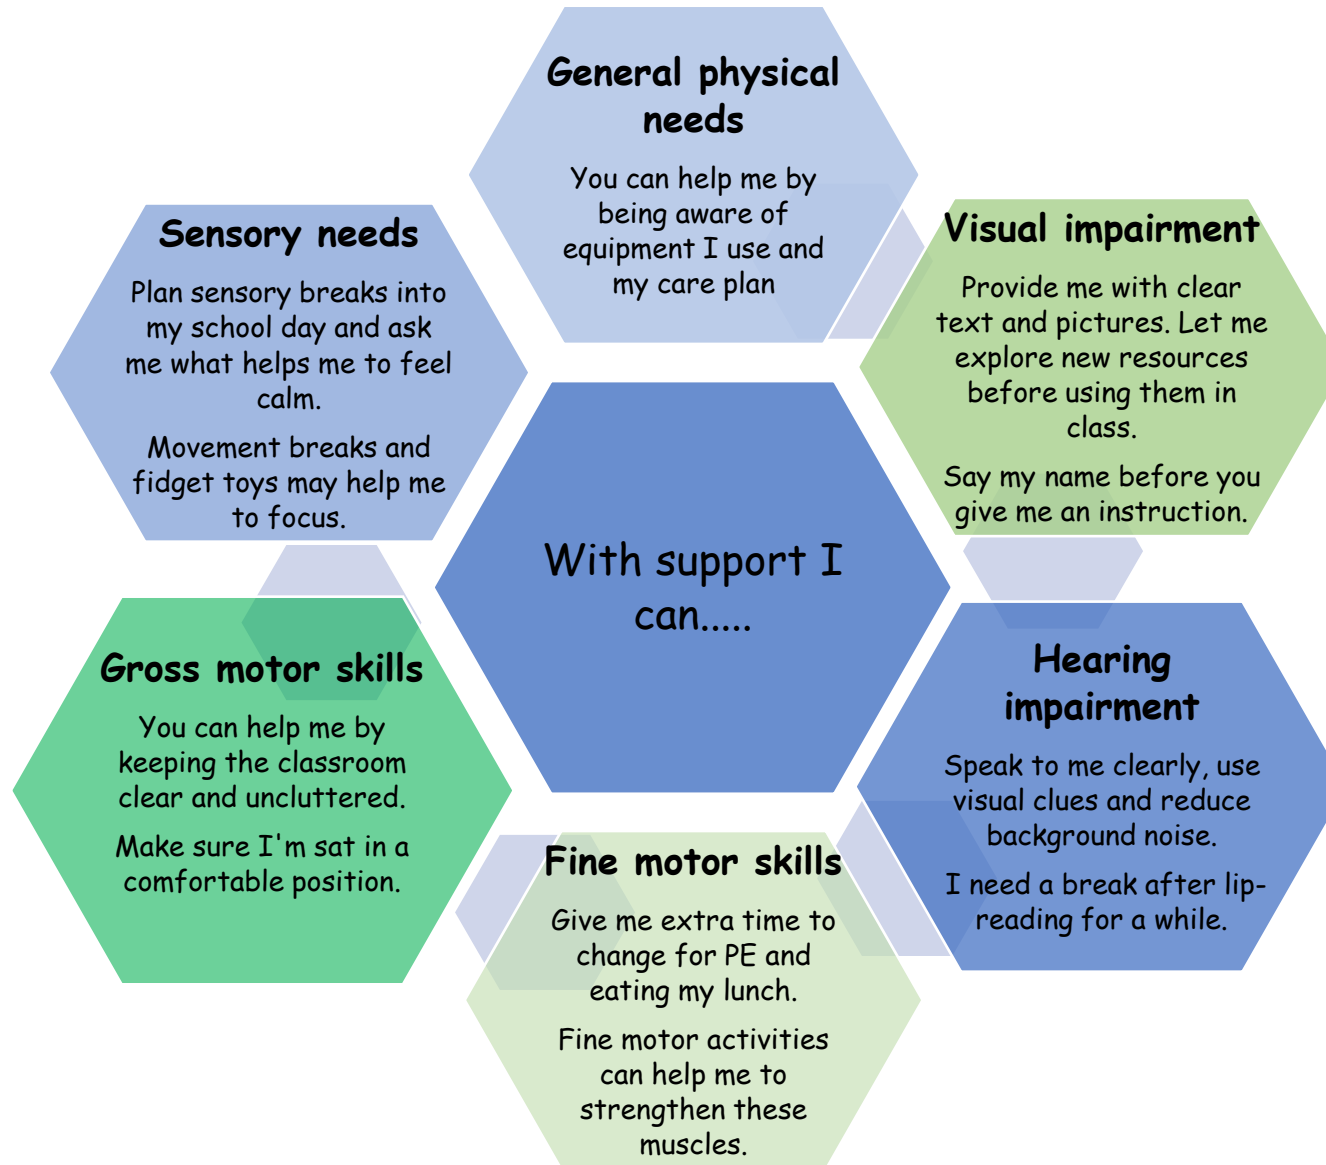 General physical
needs
You can help me by
being aware of
equipment I use and
my care plan
Visual impairment
Provide me with clear
text and pictures. Let me
explore new resources
before using them in
class.
Say my name before you
give me an instruction.
Hearing
impairment
Speak to me clearly, use
visual clues and reduce
background noise.
I need a break after lip-
reading for a while.
Fine motor skills
Give me extra time to
change for PE and
eating my lunch.
Fine motor activities
can help me to
strengthen these
muscles.
Gross motor skills
You can help me by
keeping the classroom
clear and uncluttered.
Make sure I'm sat in a
comfortable position.
Sensory needs
Plan sensory breaks into
my school day and ask
me what helps me to feel
calm.
Movement breaks and
fidget toys may help me
to focus.
With support I
can.....